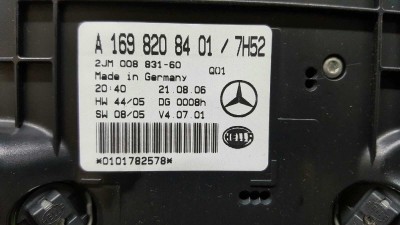 A 169 820 84 01 / 7H52
2JM 008 831-60 Q01
Made in Germany
20:40 21.08.06
HW 44/05 DG 0008h
SW 08/05 V4.07.01
HELLA
*0101782578*